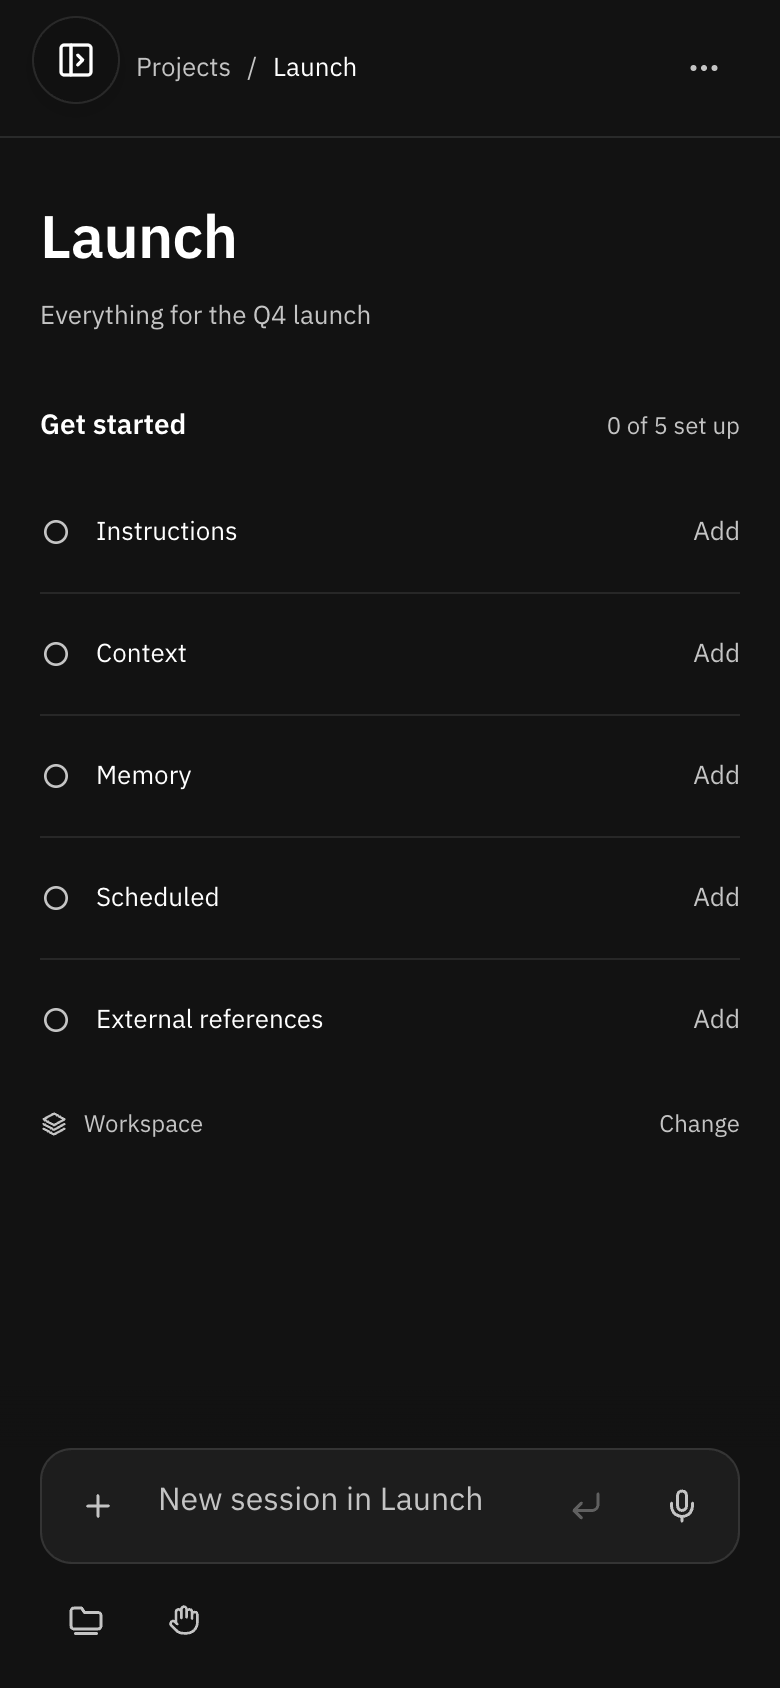 Projects / Launch
Launch
Everything for the Q4 launch
Get started 0 of 5 set up
Instructions Add
Context Add
Memory Add
Scheduled Add
External references Add
Workspace Change
New session in Launch